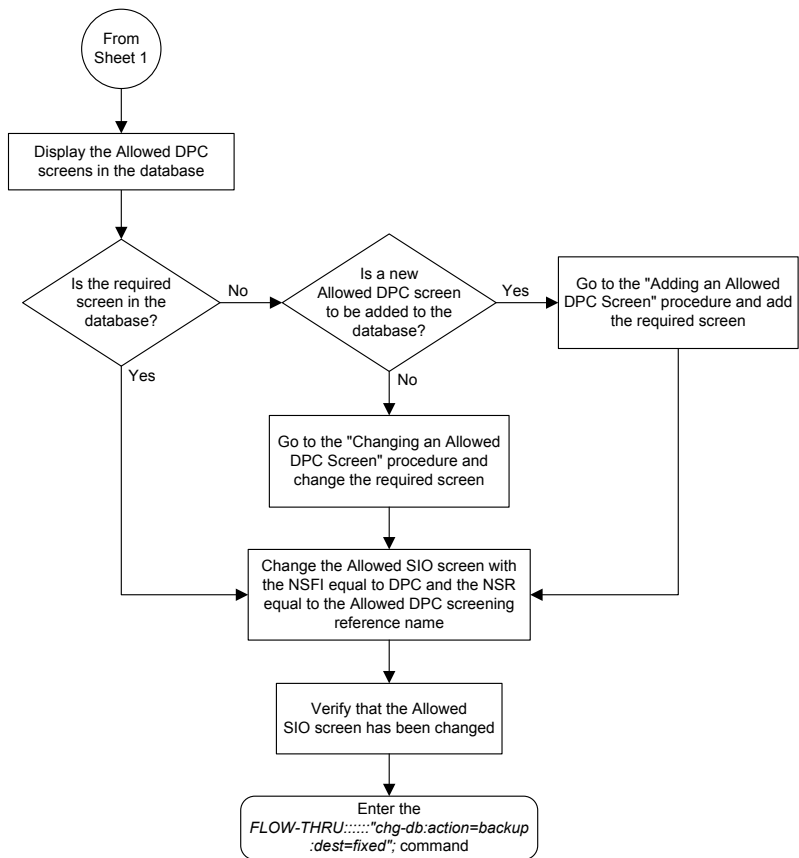 From
Sheet 1
Display the Allowed DPC
screens in the database
Is the required
screen in the
database?
No
Yes
Is a new
Allowed DPC screen
to be added to the
database?
Yes
No
Go to the "Adding an Allowed
DPC Screen" procedure and add
the required screen
Go to the "Changing an Allowed
DPC Screen" procedure and
change the required screen
Change the Allowed SIO screen with
the NSFI equal to DPC and the NSR
equal to the Allowed DPC screening
reference name
Verify that the Allowed
SIO screen has been changed
Enter the
FLOW-THRU::::::"chg-db:action=backup
:dest=fixed"; command